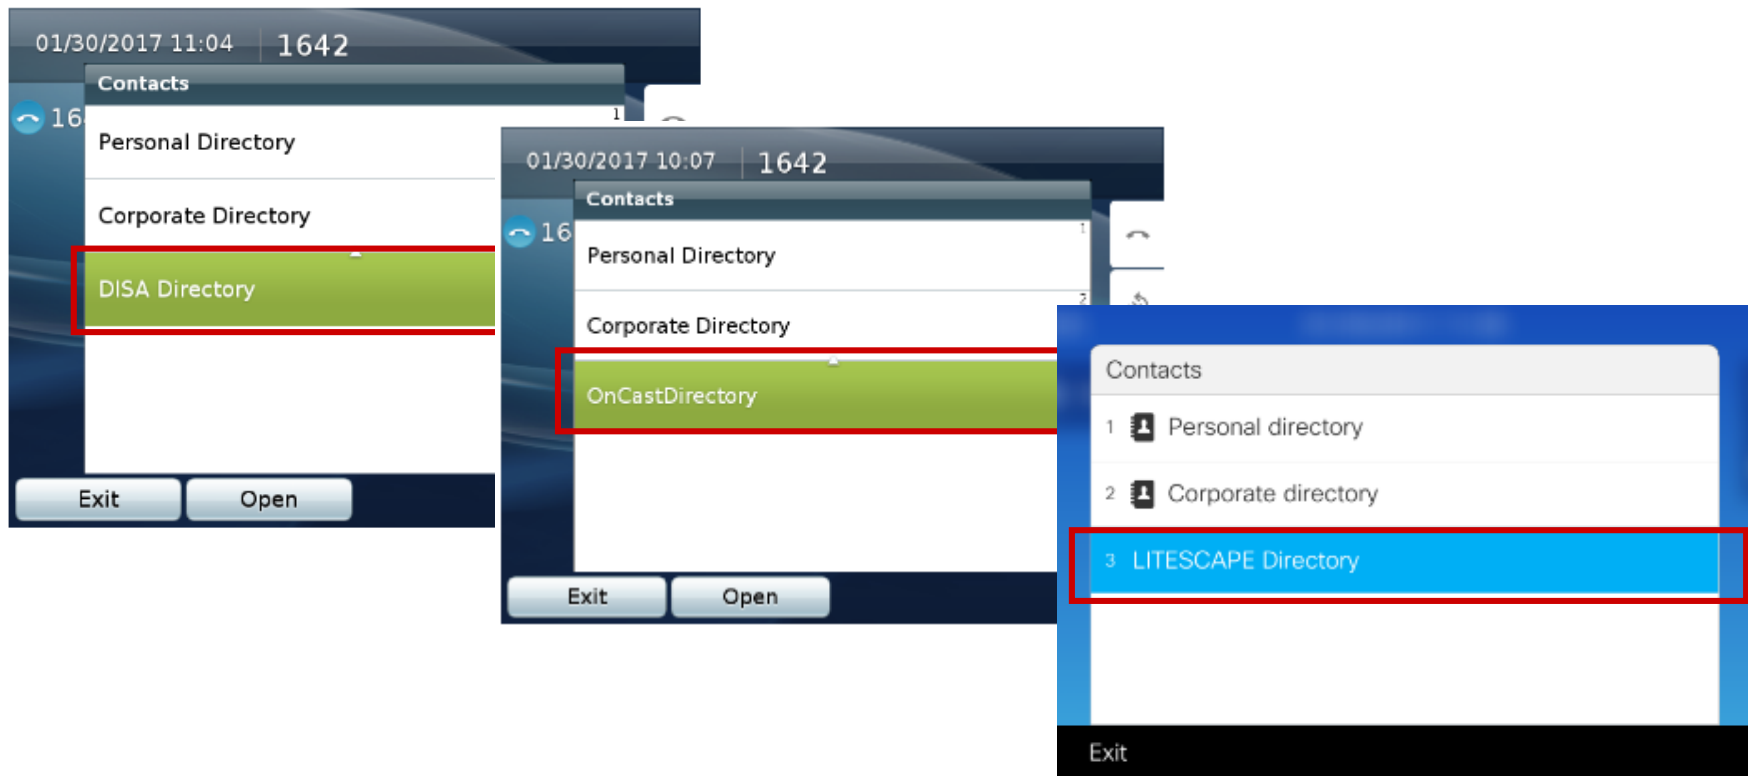 01/30/2017 11:04 1642
Contacts
16
1
Personal Directory
Corporate Directory
DISA Directory
Exit Open
01/30/2017 10:07 1642
Contacts
16
1
Personal Directory
2
Corporate Directory
OnCastDirectory
Exit Open
Contacts
1 Personal directory
2 Corporate directory
3 LITESCAPE Directory
Exit